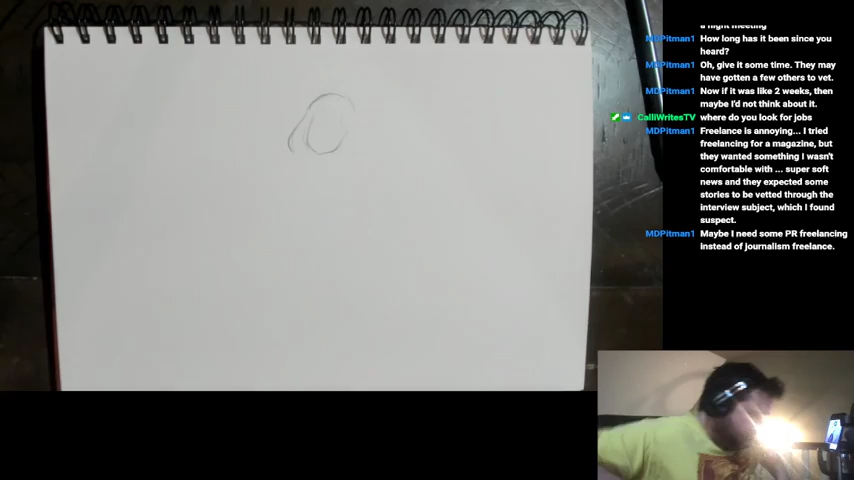 MDPitman1 How long has it been since you
heard?
MDPitman1 Oh, give it some time. They may
have gotten a few others to vet.
MDPitman1 Now if it was like 2 weeks, then
maybe I'd not think about it.
CalliWritesTV where do you look for jobs
MDPitman1 Freelance is annoying... I tried
freelancing for a magazine, but
they wanted something I wasn't
comfortable with ... super soft
news and they expected some
stories to be vetted through the
interview subject, which I found
suspect.
MDPitman1 Maybe I need some PR freelancing
instead of journalism freelance.